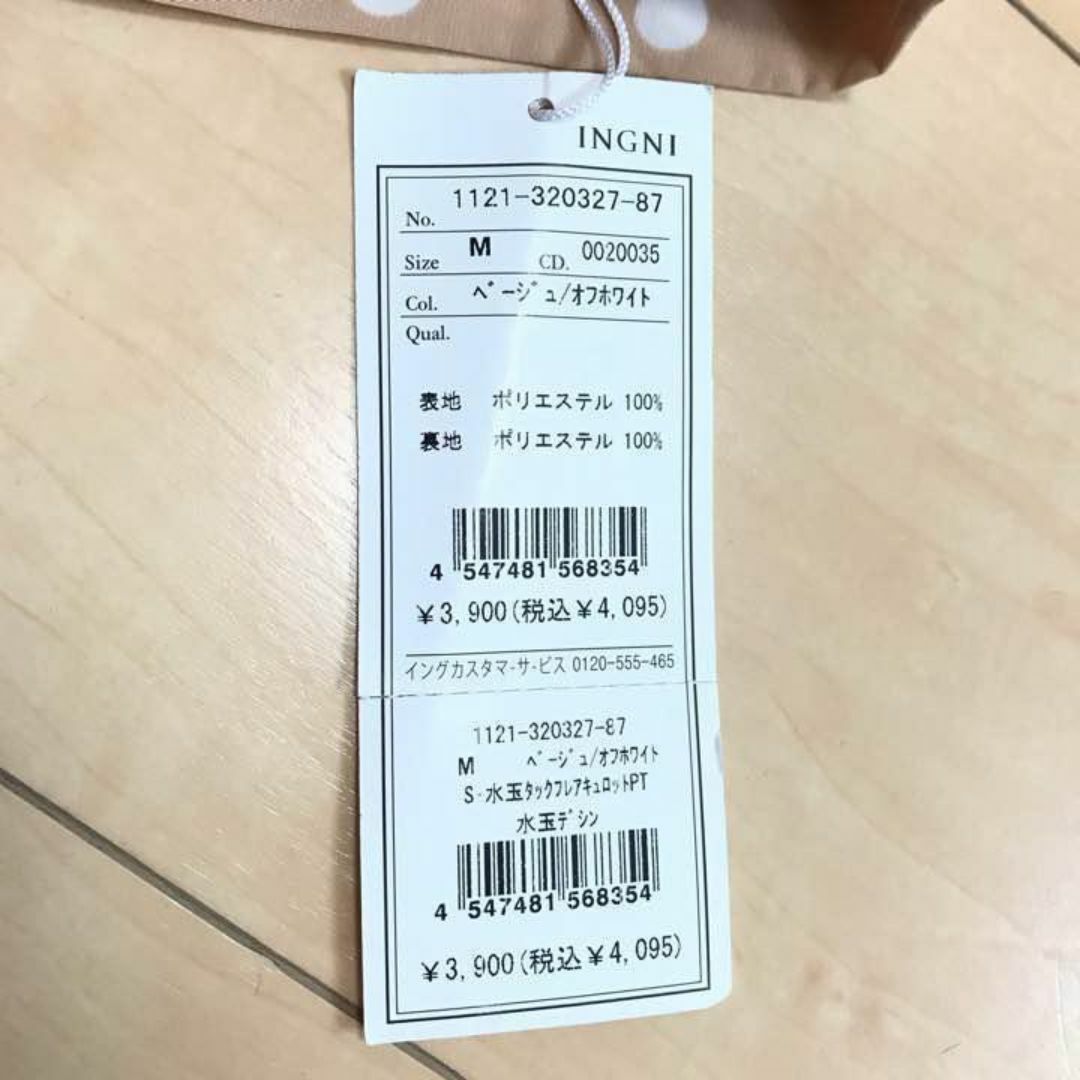 INGNI
No. 1121-320327-87
Size M CD. 0020035
Col. ベージュ/オフホワイト
Qual.
表地 ポリエステル 100%
裏地 ポリエステル 100%
4 547481 568354
¥3,900(税込¥4,095)
イングカスタマ-サ-ビス 0120-555-465
1121-320327-87
M ベージュ/オフホワイト
S-水玉タックフレアキュロットPT
水玉デシン
4 547481 568354
¥3,900(税込¥4,095)